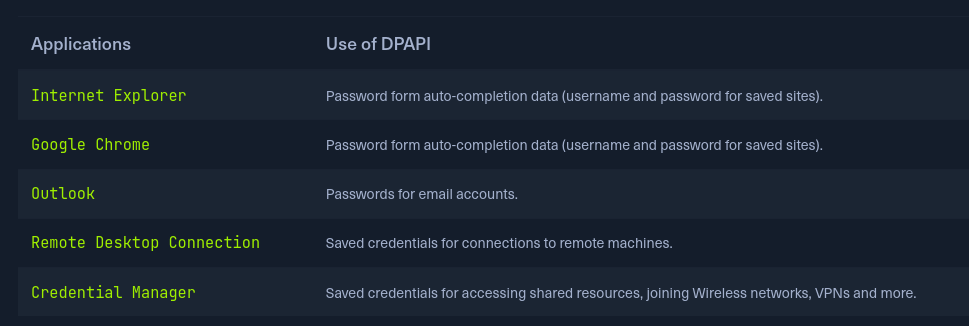 Applications Use of DPAPI
Internet Explorer Password form auto-completion data (username and password for saved sites).
Google Chrome Password form auto-completion data (username and password for saved sites).
Outlook Passwords for email accounts.
Remote Desktop Connection Saved credentials for connections to remote machines.
Credential Manager Saved credentials for accessing shared resources, joining Wireless networks, VPNs and more.